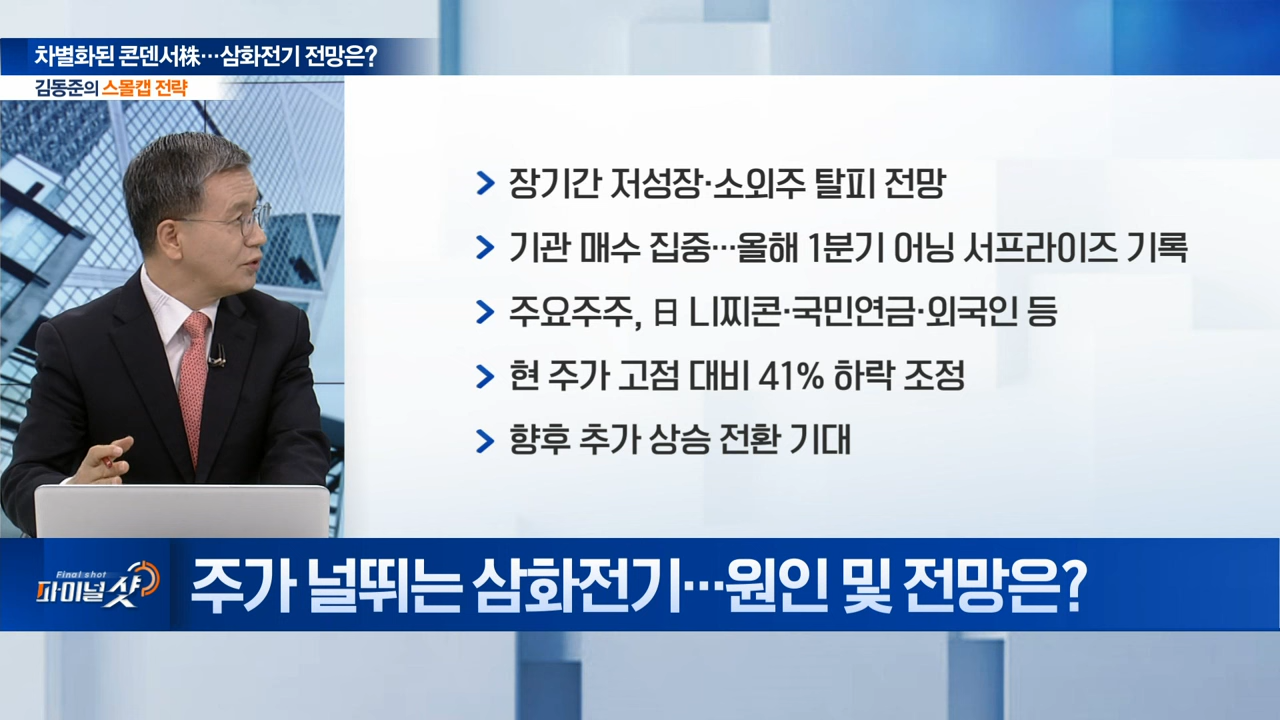 차별화된 콘덴서株…삼화전기 전망은?
김동준의 스몰캡 전략
장기간 저성장·소외주 탈피 전망
기관 매수 집중…올해 1분기 어닝 서프라이즈 기록
주요주주, 日 니찌콘·국민연금·외국인 등
현 주가 고점 대비 41% 하락 조정
향후 추가 상승 전환 기대
Final shot
파이널 샷
주가 널뛰는 삼화전기…원인 및 전망은?